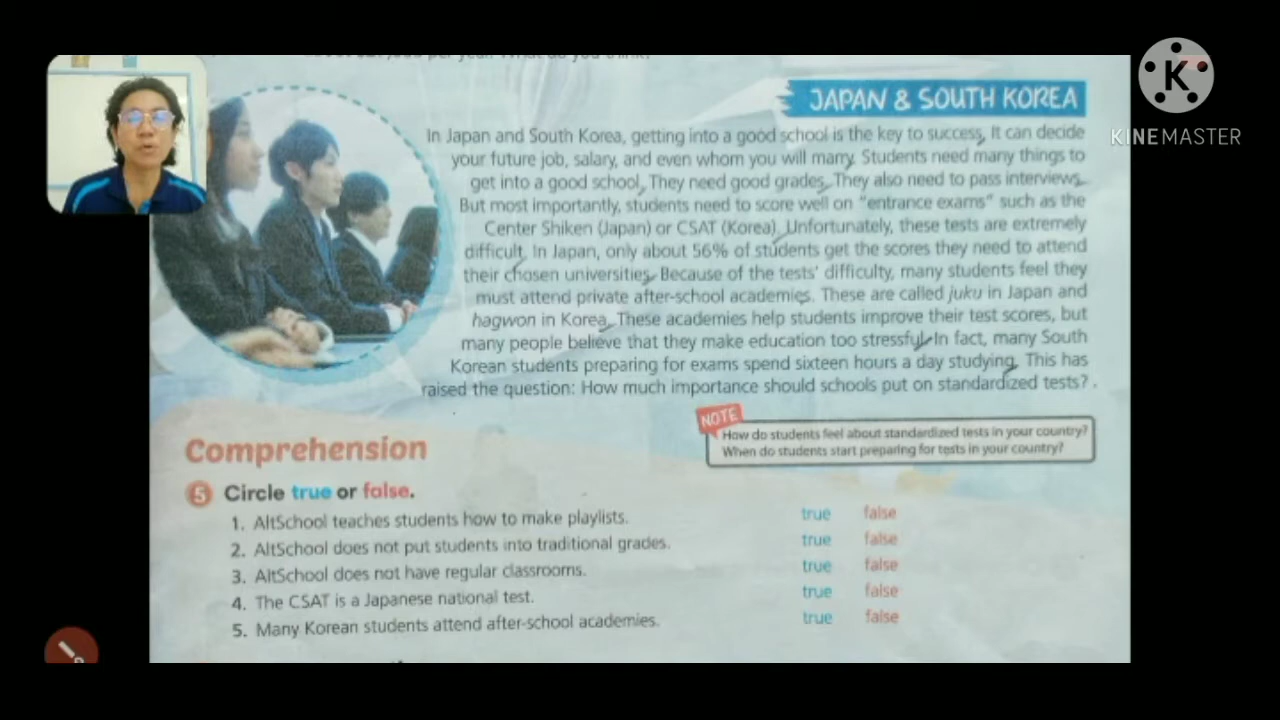 JAPAN & SOUTH KOREA
KINEMASTER
In Japan and South Korea, getting into a good school is the key to success. It can decide
your future job, salary, and even whom you will marry. Students need many things to
get into a good school. They need good grades. They also need to pass interviews.
But most importantly, students need to score well on "entrance exams" such as the
Center Shiken (Japan) or CSAT (Korea). Unfortunately, these tests are extremely
difficult. In Japan, only about 56% of students get the scores they need to attend
their chosen universities. Because of the tests' difficulty, many students feel they
must attend private after-school academies. These are called juku in Japan and
hagwon in Korea. These academies help students improve their test scores, but
many people believe that they make education too stressful. In fact, many South
Korean students preparing for exams spend sixteen hours a day studying. This has
raised the question: How much importance should schools put on standardized tests?
NOTE
How do students feel about standardized tests in your country?
When do students start preparing for tests in your country?
Comprehension
5 Circle true or false.
1. AltSchool teaches students how to make playlists. true false
2. AltSchool does not put students into traditional grades. true false
3. AltSchool does not have regular classrooms. true false
4. The CSAT is a Japanese national test. true false
5. Many Korean students attend after-school academies. true false